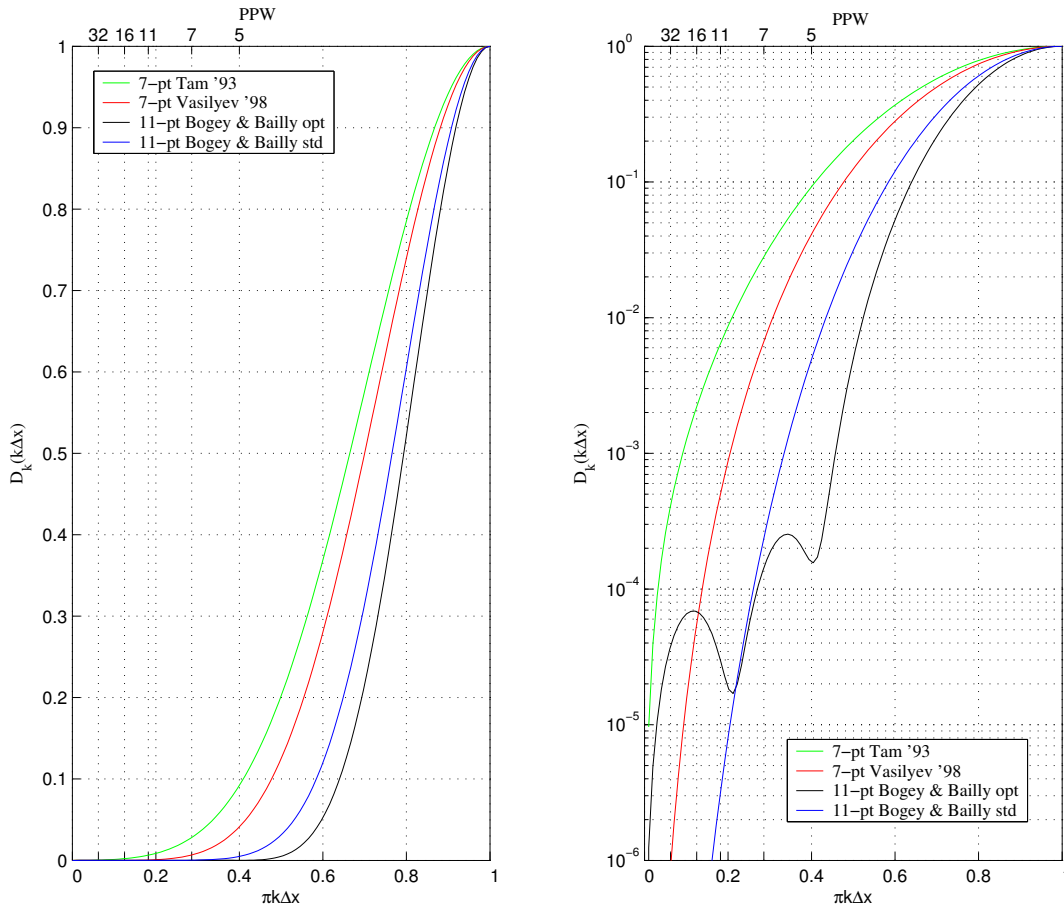 PPW
32 16 11 7 5
1
0.9
0.8
0.7
0.6
0.5
0.4
0.3
0.2
0.1
0
D_k(kΔx)
7−pt Tam '93
7−pt Vasilyev '98
11−pt Bogey & Bailly opt
11−pt Bogey & Bailly std
0 0.2 0.4 0.6 0.8 1
πkΔx
PPW
32 16 11 7 5
10^0
10^−1
10^−2
10^−3
10^−4
10^−5
10^−6
D_k(kΔx)
7−pt Tam '93
7−pt Vasilyev '98
11−pt Bogey & Bailly opt
11−pt Bogey & Bailly std
0 0.2 0.4 0.6 0.8 1
πkΔx